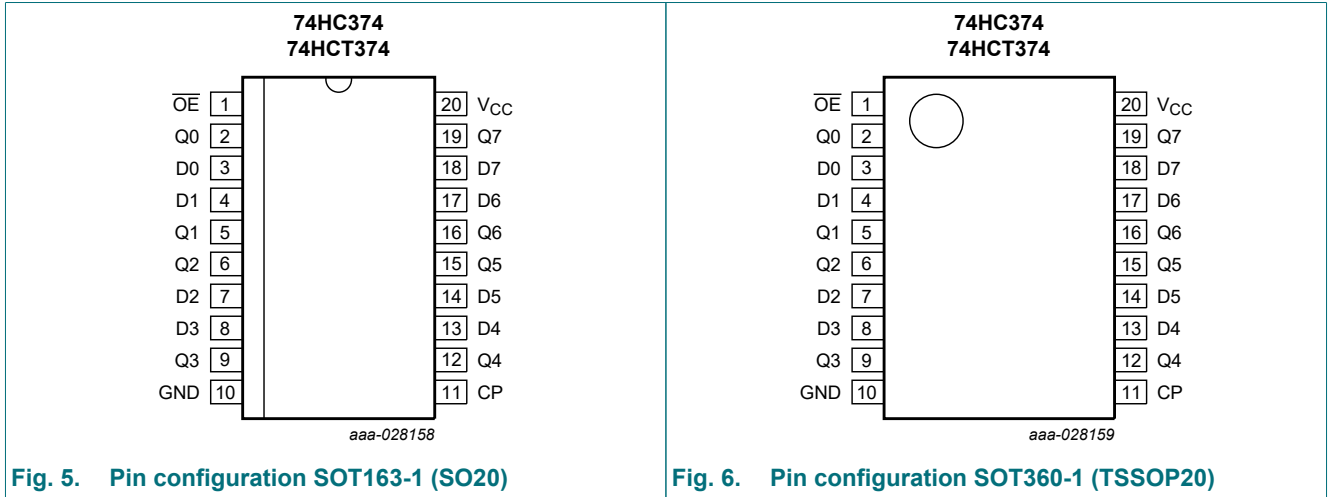 74HC374
74HCT374
OE 1 20 VCC
Q0 2 19 Q7
D0 3 18 D7
D1 4 17 D6
Q1 5 16 Q6
Q2 6 15 Q5
D2 7 14 D5
D3 8 13 D4
Q3 9 12 Q4
GND 10 11 CP
aaa-028158
Fig. 5. Pin configuration SOT163-1 (SO20)
74HC374
74HCT374
OE 1 20 VCC
Q0 2 19 Q7
D0 3 18 D7
D1 4 17 D6
Q1 5 16 Q6
Q2 6 15 Q5
D2 7 14 D5
D3 8 13 D4
Q3 9 12 Q4
GND 10 11 CP
aaa-028159
Fig. 6. Pin configuration SOT360-1 (TSSOP20)